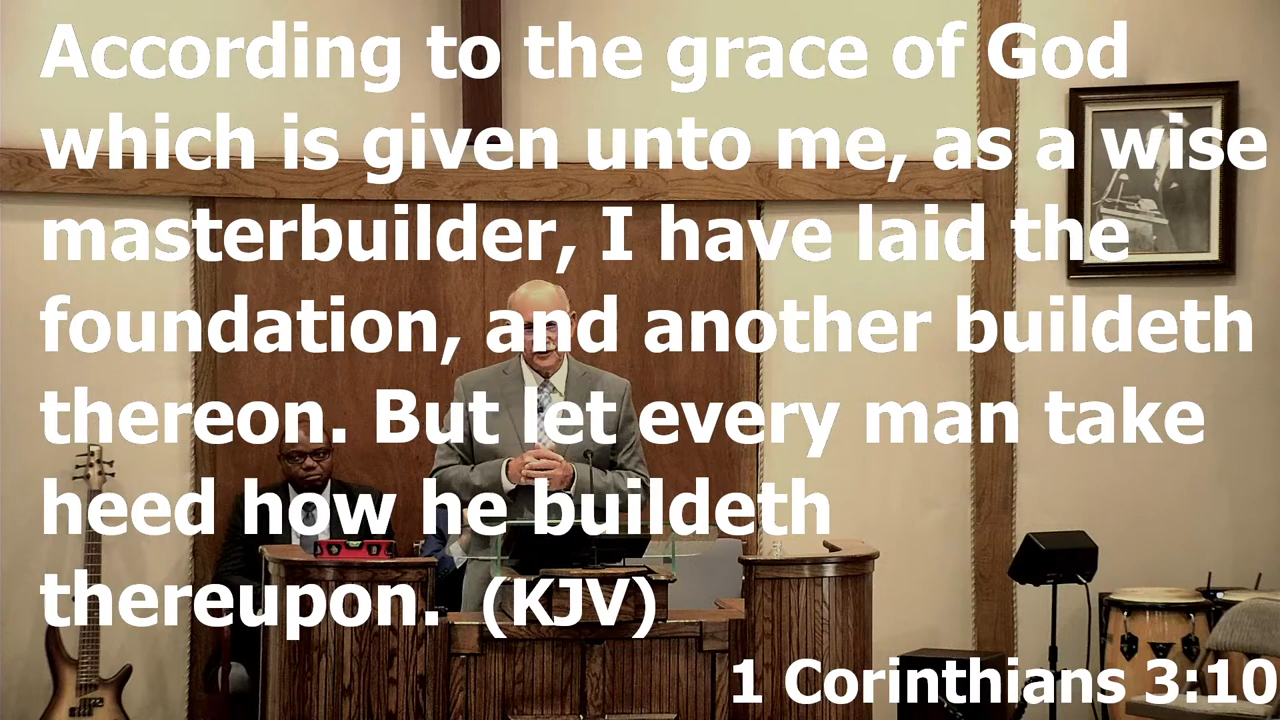 According to the grace of God
which is given unto me, as a wise
masterbuilder, I have laid the
foundation, and another buildeth
thereon. But let every man take
heed how he buildeth
thereupon.  (KJV)
1 Corinthians 3:10